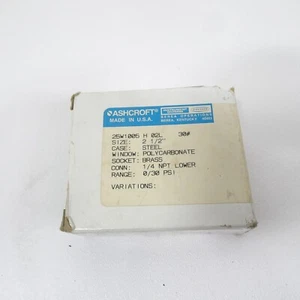 ASHCROFT®
MADE IN U.S.A.
25W1005 H 02L 30#
SIZE: 2 1/2"
CASE: STEEL
WINDOW: POLYCARBONATE
SOCKET: BRASS
CONN: 1/4 NPT LOWER
RANGE: 0/30 PSI
VARIATIONS: